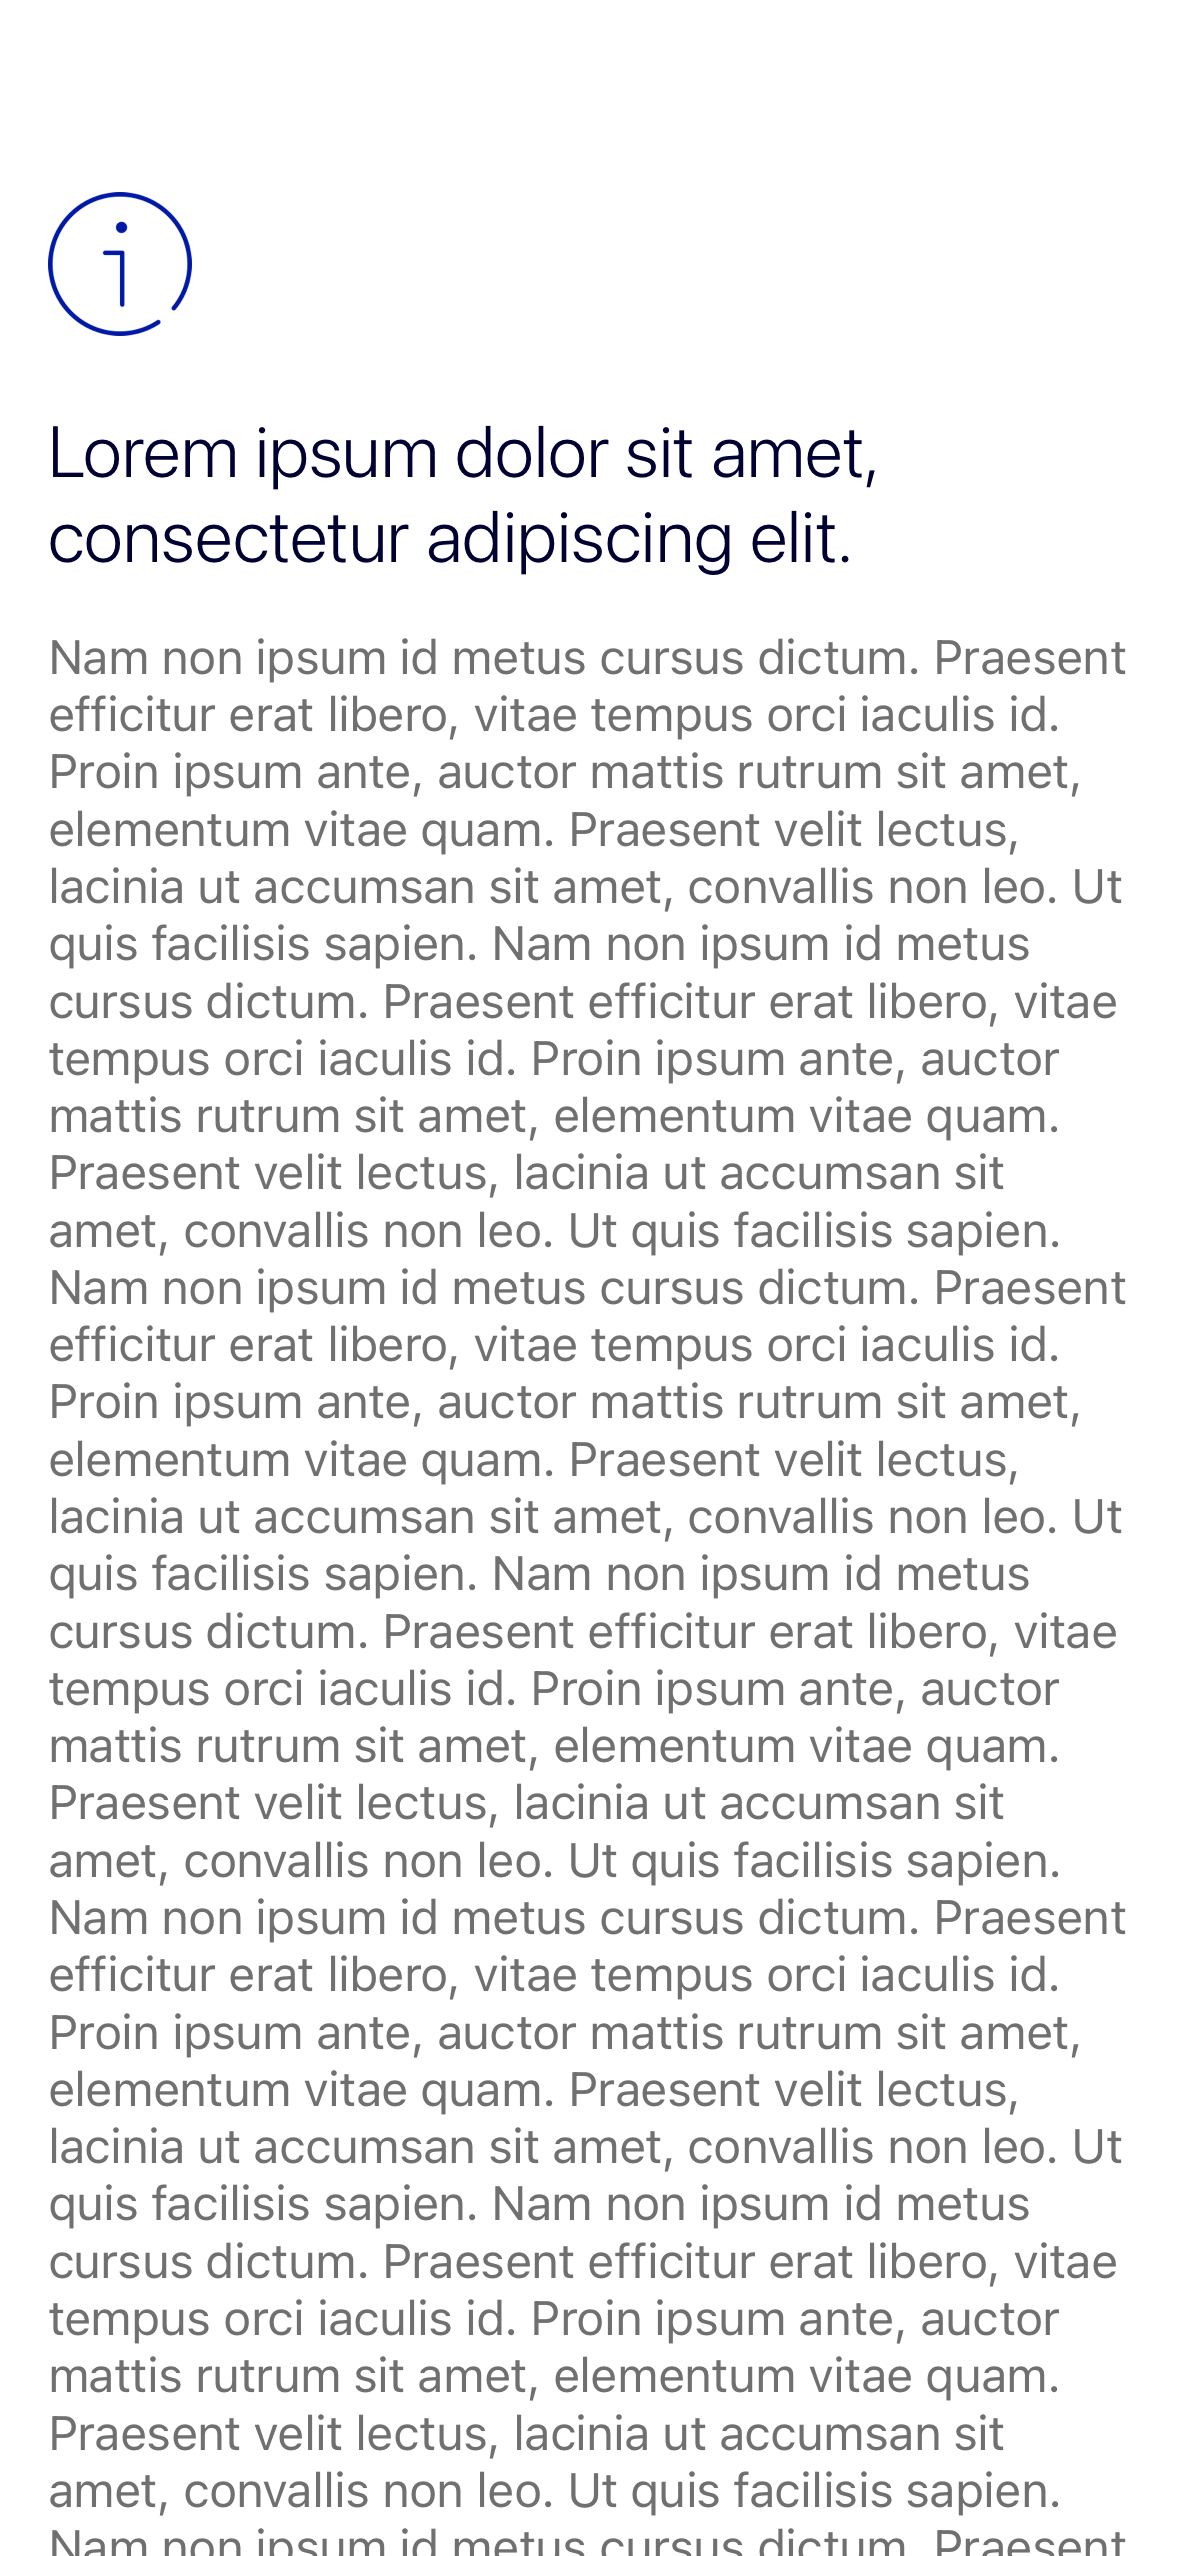 Lorem ipsum dolor sit amet,
consectetur adipiscing elit.
Nam non ipsum id metus cursus dictum. Praesent
efficitur erat libero, vitae tempus orci iaculis id.
Proin ipsum ante, auctor mattis rutrum sit amet,
elementum vitae quam. Praesent velit lectus,
lacinia ut accumsan sit amet, convallis non leo. Ut
quis facilisis sapien. Nam non ipsum id metus
cursus dictum. Praesent efficitur erat libero, vitae
tempus orci iaculis id. Proin ipsum ante, auctor
mattis rutrum sit amet, elementum vitae quam.
Praesent velit lectus, lacinia ut accumsan sit
amet, convallis non leo. Ut quis facilisis sapien.
Nam non ipsum id metus cursus dictum. Praesent
efficitur erat libero, vitae tempus orci iaculis id.
Proin ipsum ante, auctor mattis rutrum sit amet,
elementum vitae quam. Praesent velit lectus,
lacinia ut accumsan sit amet, convallis non leo. Ut
quis facilisis sapien. Nam non ipsum id metus
cursus dictum. Praesent efficitur erat libero, vitae
tempus orci iaculis id. Proin ipsum ante, auctor
mattis rutrum sit amet, elementum vitae quam.
Praesent velit lectus, lacinia ut accumsan sit
amet, convallis non leo. Ut quis facilisis sapien.
Nam non ipsum id metus cursus dictum. Praesent
efficitur erat libero, vitae tempus orci iaculis id.
Proin ipsum ante, auctor mattis rutrum sit amet,
elementum vitae quam. Praesent velit lectus,
lacinia ut accumsan sit amet, convallis non leo. Ut
quis facilisis sapien. Nam non ipsum id metus
cursus dictum. Praesent efficitur erat libero, vitae
tempus orci iaculis id. Proin ipsum ante, auctor
mattis rutrum sit amet, elementum vitae quam.
Praesent velit lectus, lacinia ut accumsan sit
amet, convallis non leo. Ut quis facilisis sapien.
Nam non ipsum id metus cursus dictum. Praesent